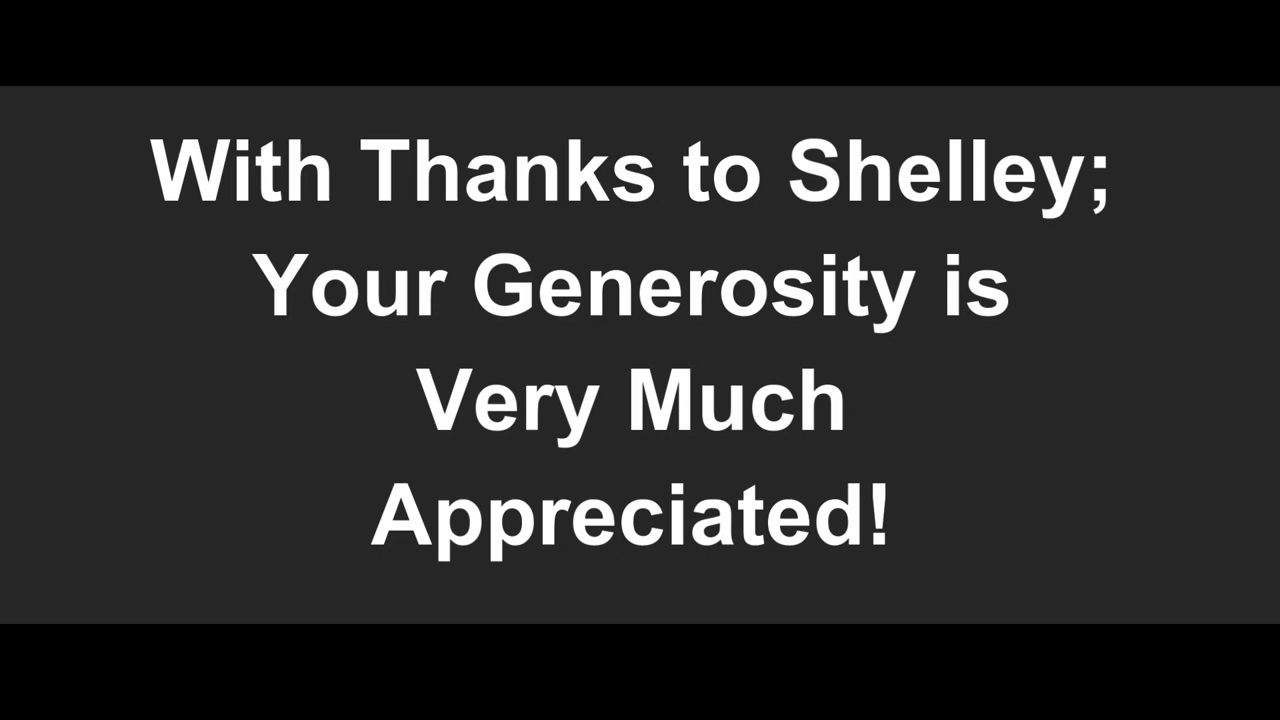 With Thanks to Shelley;
Your Generosity is
Very Much
Appreciated!